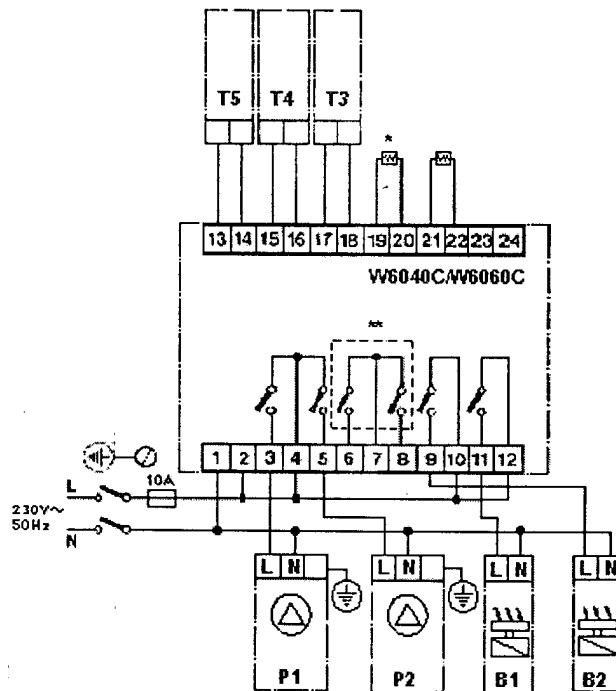 T5 T4 T3
*
13 14 15 16 17 18 19 20 21 22 23 24
W6040C/W6060C
**
1 2 3 4 5 6 7 8 9 10 11 12
L 10A
230V~
50Hz
N
L N L N L N L N
P1 P2 B1 B2